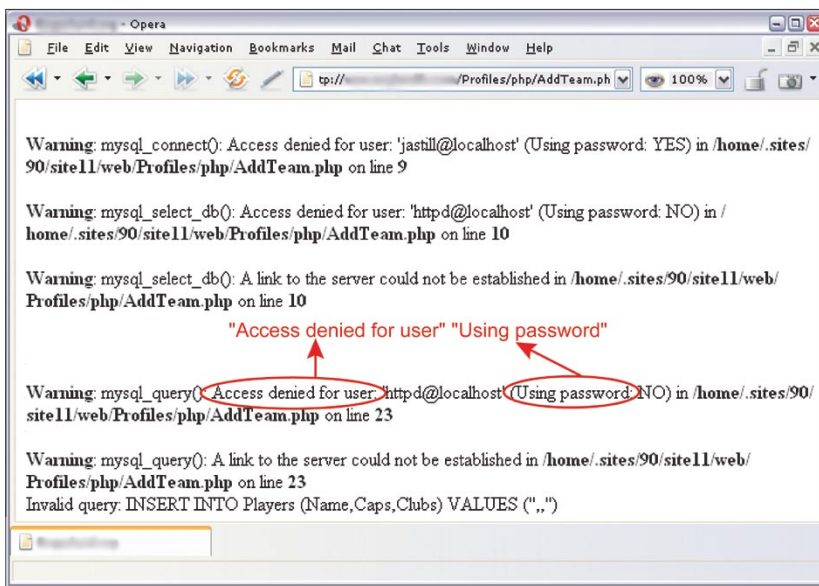 - Opera
File Edit View Navigation Bookmarks Mail Chat Tools Window Help
tp:// /Profiles/php/AddTeam.ph 100%
Warning: mysql_connect(): Access denied for user: 'jastill@localhost' (Using password: YES) in /home/.sites/
90/site11/web/Profiles/php/AddTeam.php on line 9
Warning: mysql_select_db(): Access denied for user: 'httpd@localhost' (Using password: NO) in /
home/.sites/90/site11/web/Profiles/php/AddTeam.php on line 10
Warning: mysql_select_db(): A link to the server could not be established in /home/.sites/90/site11/web/
Profiles/php/AddTeam.php on line 10
"Access denied for user" "Using password"
Warning: mysql_query(): Access denied for user: 'httpd@localhost' (Using password: NO) in /home/.sites/90/
site11/web/Profiles/php/AddTeam.php on line 23
Warning: mysql_query(): A link to the server could not be established in /home/.sites/90/site11/web/
Profiles/php/AddTeam.php on line 23
Invalid query: INSERT INTO Players (Name,Caps,Clubs) VALUES ('',,'')